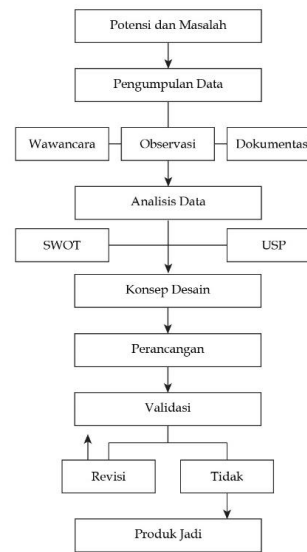 Potensi dan Masalah
Pengumpulan Data
Wawancara
Observasi
Dokumentas
Analisis Data
SWOT
USP
Konsep Desain
Perancangan
Validasi
Revisi
Tidak
Produk Jadi